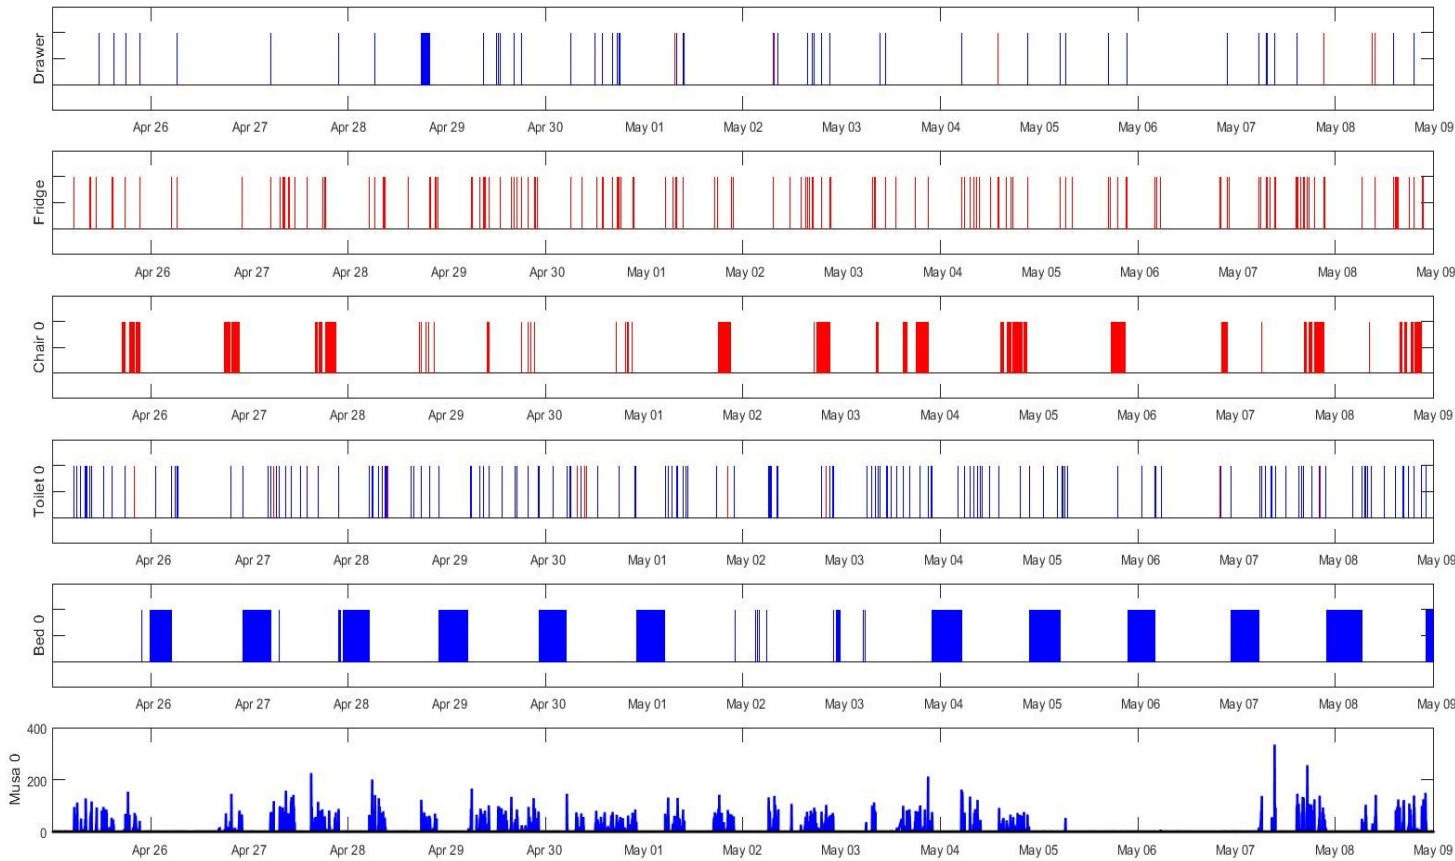 Drawer
Apr 26 Apr 27 Apr 28 Apr 29 Apr 30 May 01 May 02 May 03 May 04 May 05 May 06 May 07 May 08 May 09
Fridge
Apr 26 Apr 27 Apr 28 Apr 29 Apr 30 May 01 May 02 May 03 May 04 May 05 May 06 May 07 May 08 May 09
Chair 0
Apr 26 Apr 27 Apr 28 Apr 29 Apr 30 May 01 May 02 May 03 May 04 May 05 May 06 May 07 May 08 May 09
Toilet 0
Apr 26 Apr 27 Apr 28 Apr 29 Apr 30 May 01 May 02 May 03 May 04 May 05 May 06 May 07 May 08 May 09
Bed 0
Apr 26 Apr 27 Apr 28 Apr 29 Apr 30 May 01 May 02 May 03 May 04 May 05 May 06 May 07 May 08 May 09
Musa 0
400
200
0
Apr 26 Apr 27 Apr 28 Apr 29 Apr 30 May 01 May 02 May 03 May 04 May 05 May 06 May 07 May 08 May 09